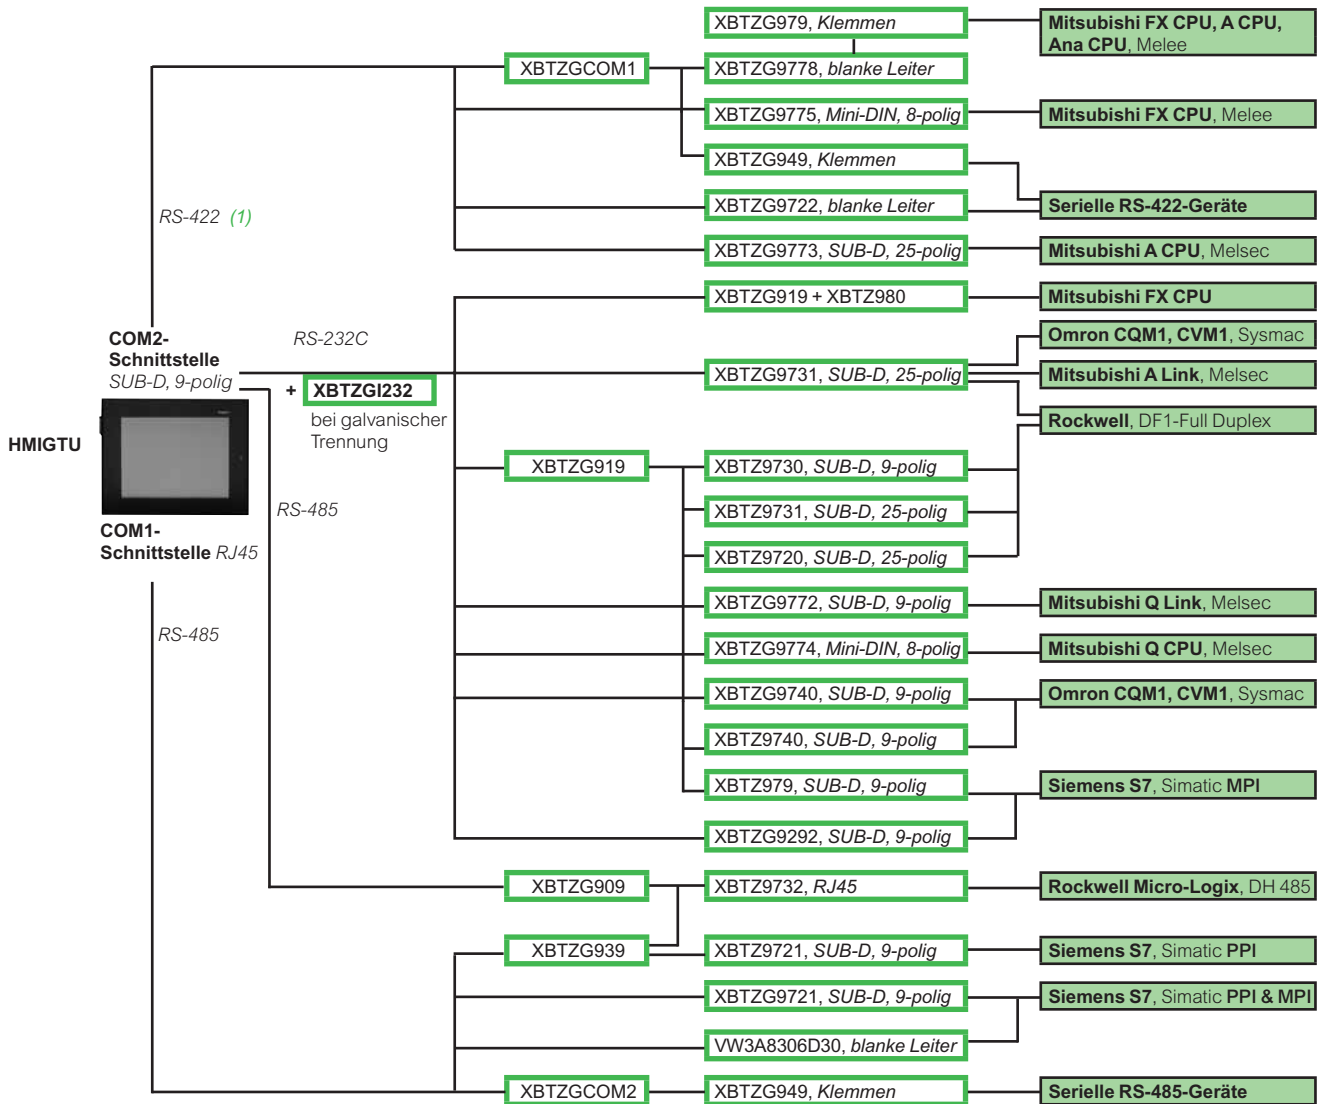 XBTZG979, Klemmen
Mitsubishi FX CPU, A CPU,
Ana CPU, Melee
XBTZGCOM1
XBTZG9778, blanke Leiter
XBTZG9775, Mini-DIN, 8-polig
Mitsubishi FX CPU, Melee
XBTZG949, Klemmen
RS-422 (1)
XBTZG9722, blanke Leiter
Serielle RS-422-Geräte
XBTZG9773, SUB-D, 25-polig
Mitsubishi A CPU, Melsec
XBTZG919 + XBTZ980
Mitsubishi FX CPU
COM2-
Schnittstelle
SUB-D, 9-polig
RS-232C
Omron CQM1, CVM1, Sysmac
XBTZG9731, SUB-D, 25-polig
Mitsubishi A Link, Melsec
+ XBTZGI232
bei galvanischer
Trennung
Rockwell, DF1-Full Duplex
HMIGTU
XBTZG919
XBTZ9730, SUB-D, 9-polig
RS-485
XBTZ9731, SUB-D, 25-polig
COM1-
Schnittstelle RJ45
XBTZ9720, SUB-D, 25-polig
XBTZG9772, SUB-D, 9-polig
Mitsubishi Q Link, Melsec
RS-485
XBTZG9774, Mini-DIN, 8-polig
Mitsubishi Q CPU, Melsec
XBTZG9740, SUB-D, 9-polig
Omron CQM1, CVM1, Sysmac
XBTZ9740, SUB-D, 9-polig
XBTZ979, SUB-D, 9-polig
Siemens S7, Simatic MPI
XBTZG9292, SUB-D, 9-polig
XBTZG909
XBTZ9732, RJ45
Rockwell Micro-Logix, DH 485
XBTZG939
XBTZ9721, SUB-D, 9-polig
Siemens S7, Simatic PPI
XBTZG9721, SUB-D, 9-polig
Siemens S7, Simatic PPI & MPI
VW3A8306D30, blanke Leiter
XBTZGCOM2
XBTZG949, Klemmen
Serielle RS-485-Geräte